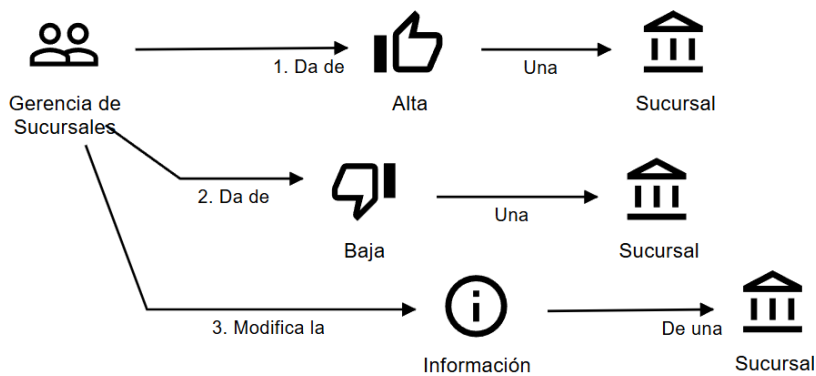 1. Da de
Una
Gerencia de
Sucursales
Alta
Sucursal
2. Da de
Una
Baja
Sucursal
3. Modifica la
De una
Información
Sucursal